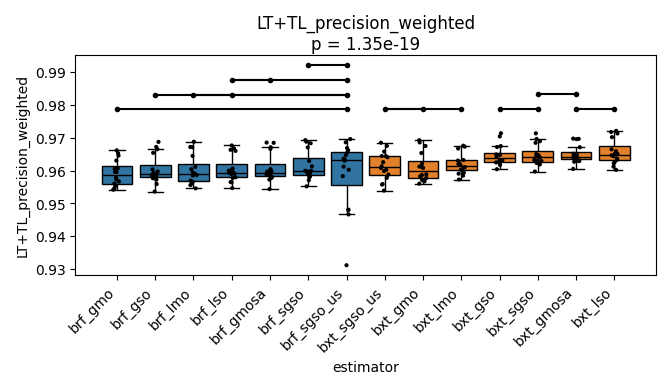 LT+TL_precision_weighted
p = 1.35e-19
LT+TL_precision_weighted
0.99
0.98
0.97
0.96
0.95
0.94
0.93
brf_gmo
brf_gso
brf_lmo
brf_lso
brf_gmosa
brf_sgso
brf_sgso_us
bxt_sgso_us
bxt_gmo
bxt_lmo
bxt_gso
bxt_sgso
bxt_gmosa
bxt_lso
estimator